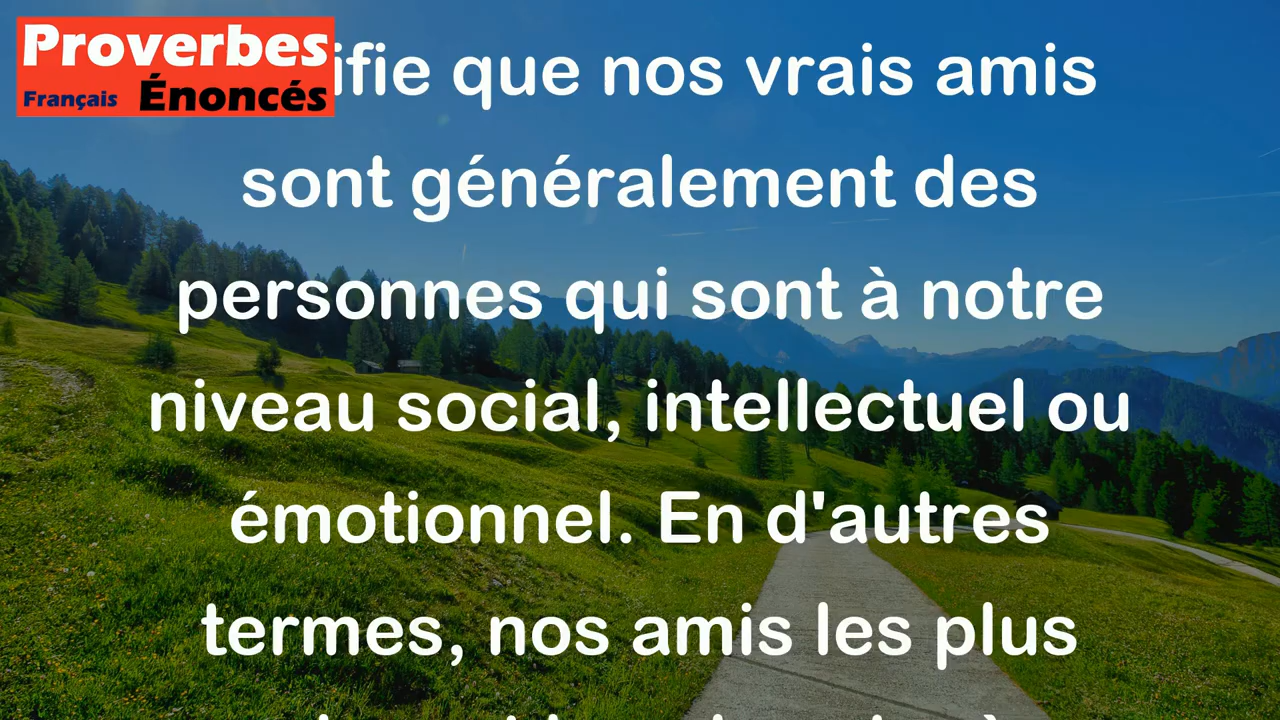 Proverbes
Français Énoncés
que nos vrais amis
sont généralement des
personnes qui sont à notre
niveau social, intellectuel ou
émotionnel. En d'autres
termes, nos amis les plus